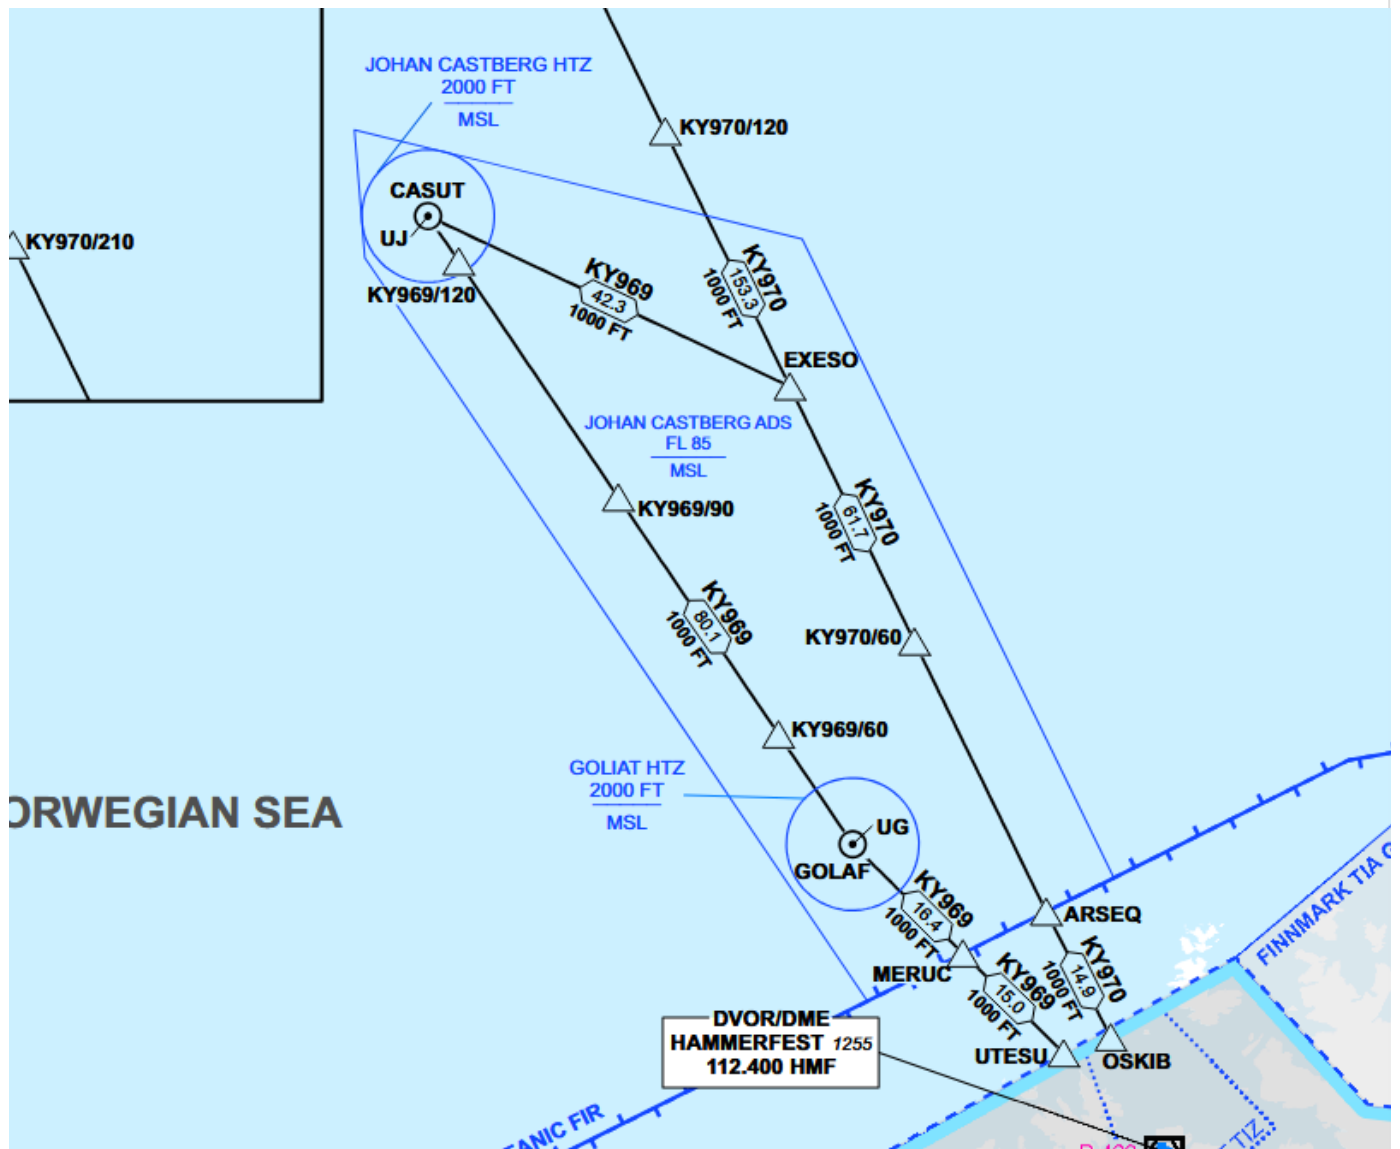 JOHAN CASTBERG HTZ
2000 FT
MSL
KY970/120
CASUT
UJ
KY970/210
KY969/120
KY969
42.3
1000 FT
KY970
153.3
1000 FT
EXESO
JOHAN CASTBERG ADS
FL 85
MSL
KY969/90
KY970
61.7
1000 FT
KY969
80.1
1000 FT
KY970/60
KY969/60
GOLIAT HTZ
2000 FT
MSL
ORWEGIAN SEA
UG
GOLAF
KY969
16.4
1000 FT
ARSEQ
MERUC
KY969
15.0
1000 FT
KY970
14.9
1000 FT
FINNMARK TIA
DVOR/DME
HAMMERFEST 1255
112.400 HMF
UTESU
OSKIB
ANIC FIR
TIZ